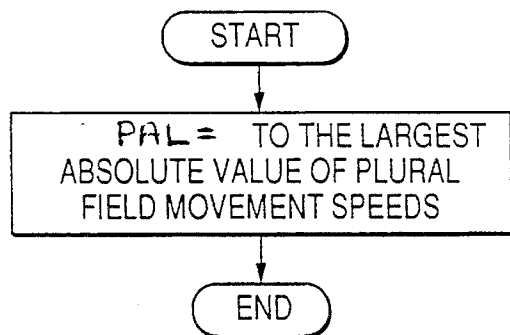 START
PAL = TO THE LARGEST
ABSOLUTE VALUE OF PLURAL
FIELD MOVEMENT SPEEDS
END